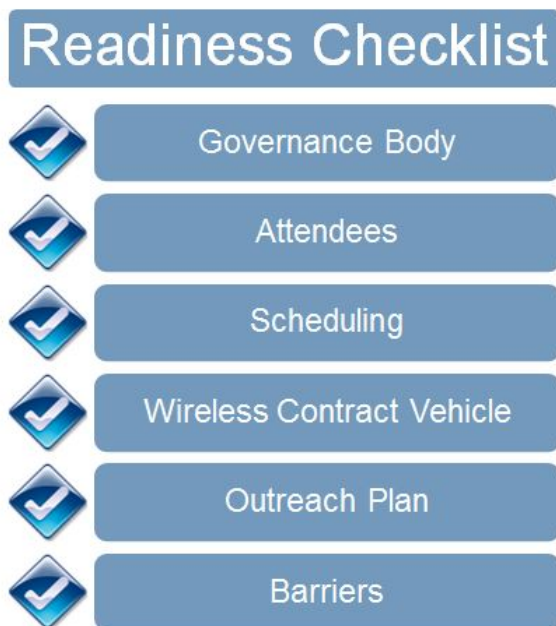 Readiness Checklist
Governance Body
Attendees
Scheduling
Wireless Contract Vehicle
Outreach Plan
Barriers